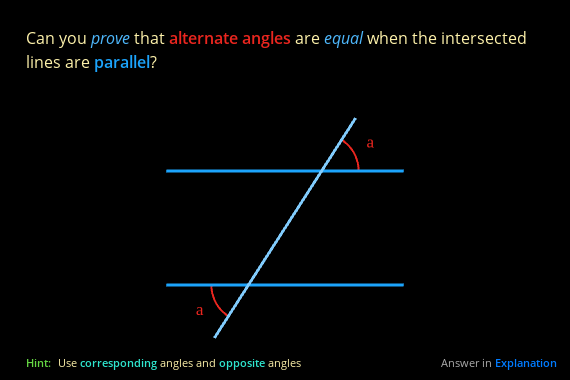 Can you prove that alternate angles are equal when the intersected
lines are parallel?
a
a
Hint: Use corresponding angles and opposite angles
Answer in Explanation